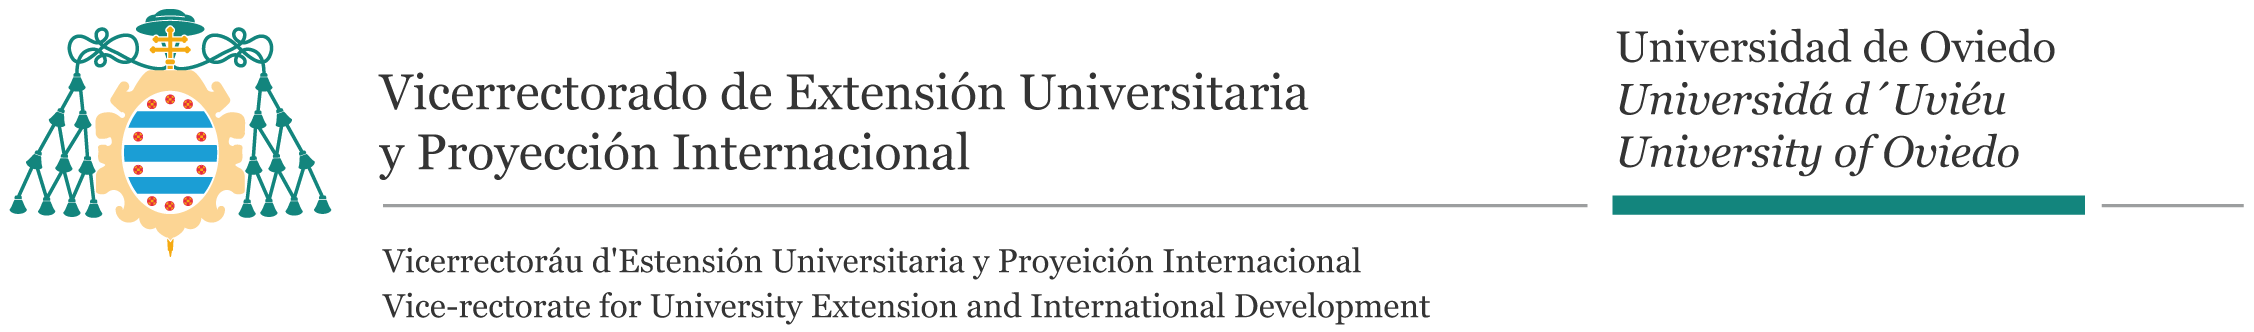 Vicerrectorado de Extensión Universitaria
y Proyección Internacional
Vicerrectoráu d'Estensión Universitaria y Proyeición Internacional
Vice-rectorate for University Extension and International Development
Universidad de Oviedo
Universidá d´Uviéu
University of Oviedo